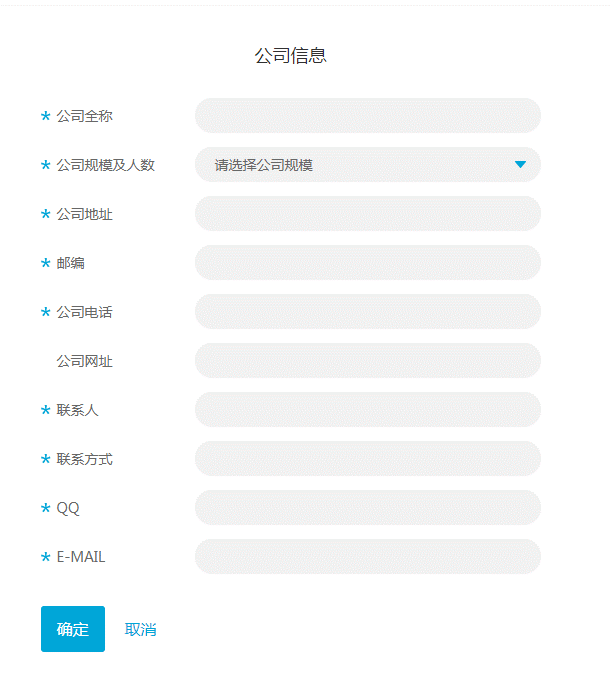 公司信息
* 公司全称
* 公司规模及人数 请选择公司规模
* 公司地址
* 邮编
* 公司电话
公司网址
* 联系人
* 联系方式
* QQ
* E-MAIL
确定 取消